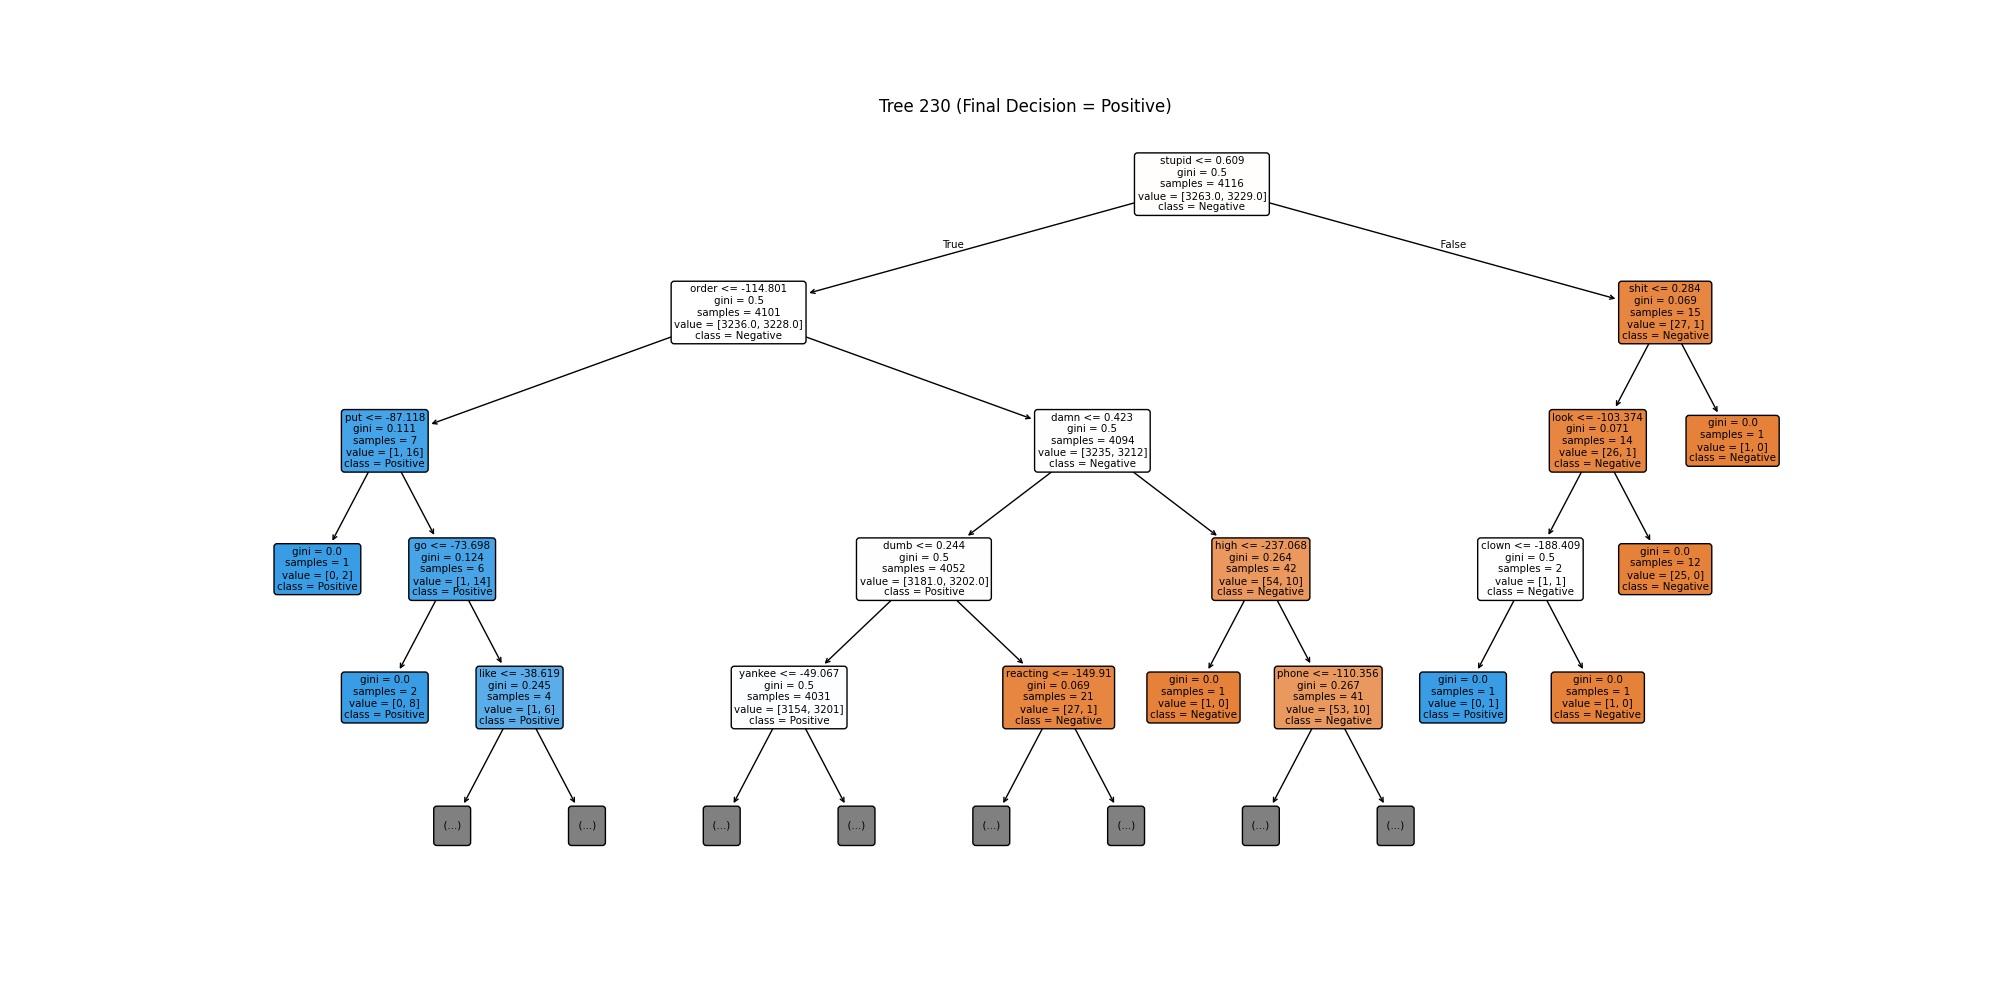 Tree 230 (Final Decision = Positive)
stupid <= 0.609
gini = 0.5
samples = 4116
value = [3263.0, 3229.0]
class = Negative
True
False
order <= -114.801
gini = 0.5
samples = 4101
value = [3236.0, 3228.0]
class = Negative
shit <= 0.284
gini = 0.069
samples = 15
value = [27, 1]
class = Negative
put <= -87.118
gini = 0.111
samples = 7
value = [1, 16]
class = Positive
damn <= 0.423
gini = 0.5
samples = 4094
value = [3235, 3212]
class = Negative
look <= -103.374
gini = 0.071
samples = 14
value = [26, 1]
class = Negative
gini = 0.0
samples = 1
value = [1, 0]
class = Negative
gini = 0.0
samples = 1
value = [0, 2]
class = Positive
go <= -73.698
gini = 0.124
samples = 6
value = [1, 14]
class = Positive
dumb <= 0.244
gini = 0.5
samples = 4052
value = [3181.0, 3202.0]
class = Positive
high <= -237.068
gini = 0.264
samples = 42
value = [54, 10]
class = Negative
clown <= -188.409
gini = 0.5
samples = 2
value = [1, 1]
class = Negative
gini = 0.0
samples = 12
value = [25, 0]
class = Negative
gini = 0.0
samples = 2
value = [0, 8]
class = Positive
like <= -38.619
gini = 0.245
samples = 4
value = [1, 6]
class = Positive
yankee <= -49.067
gini = 0.5
samples = 4031
value = [3154, 3201]
class = Positive
reacting <= -149.91
gini = 0.069
samples = 21
value = [27, 1]
class = Negative
gini = 0.0
samples = 1
value = [1, 0]
class = Negative
phone <= -110.356
gini = 0.267
samples = 41
value = [53, 10]
class = Negative
gini = 0.0
samples = 1
value = [0, 1]
class = Positive
gini = 0.0
samples = 1
value = [1, 0]
class = Negative
(...)
(...)
(...)
(...)
(...)
(...)
(...)
(...)